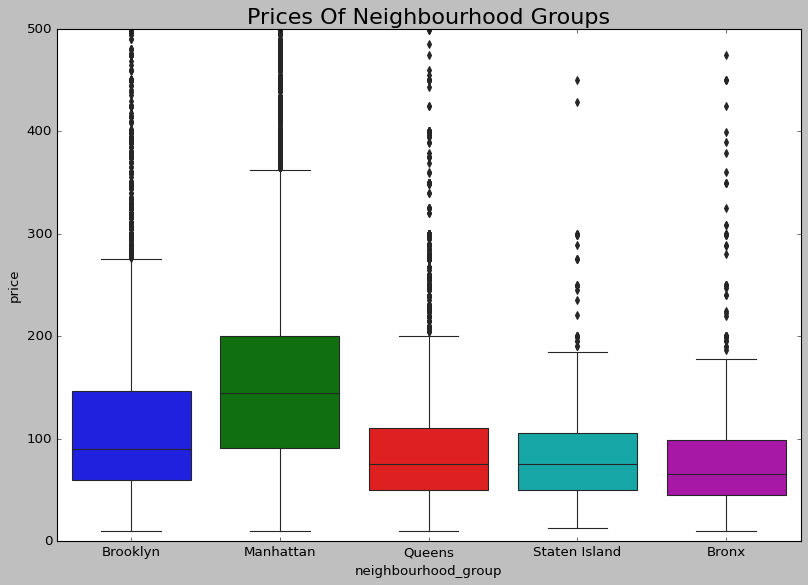 Prices Of Neighbourhood Groups
500
400
300
200
100
0
price
Brooklyn Manhattan Queens Staten Island Bronx
neighbourhood_group